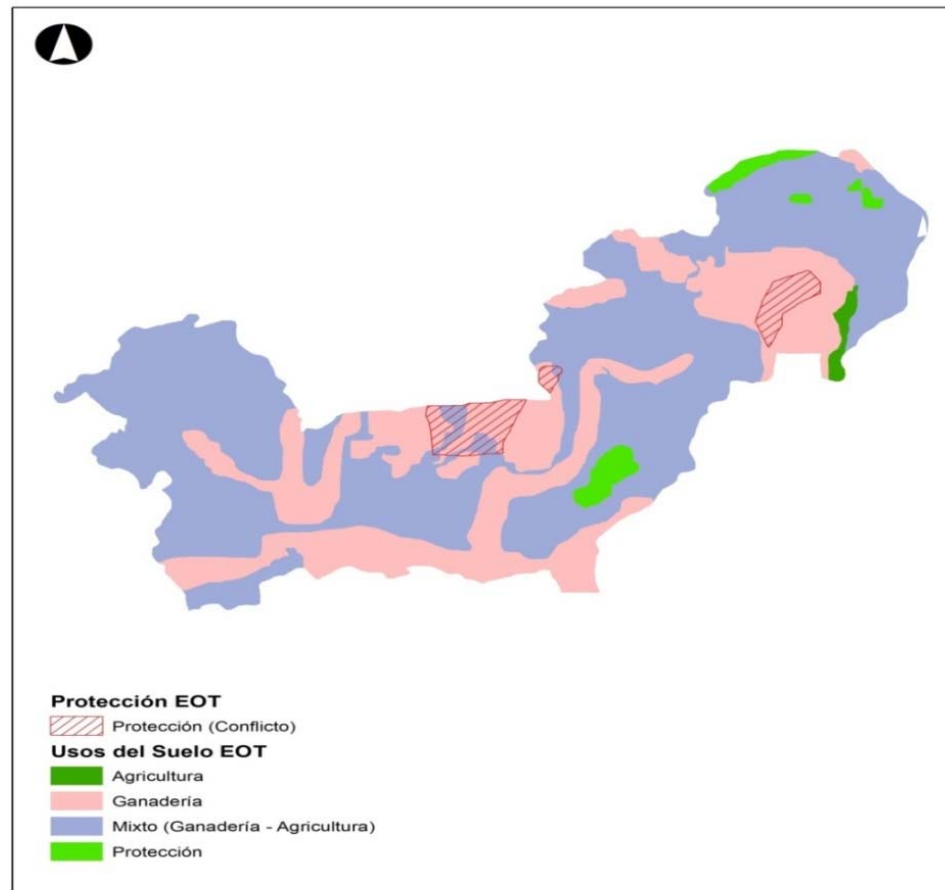 Protección EOT
Protección (Conflicto)
Usos del Suelo EOT
Agricultura
Ganadería
Mixto (Ganadería - Agricultura)
Protección